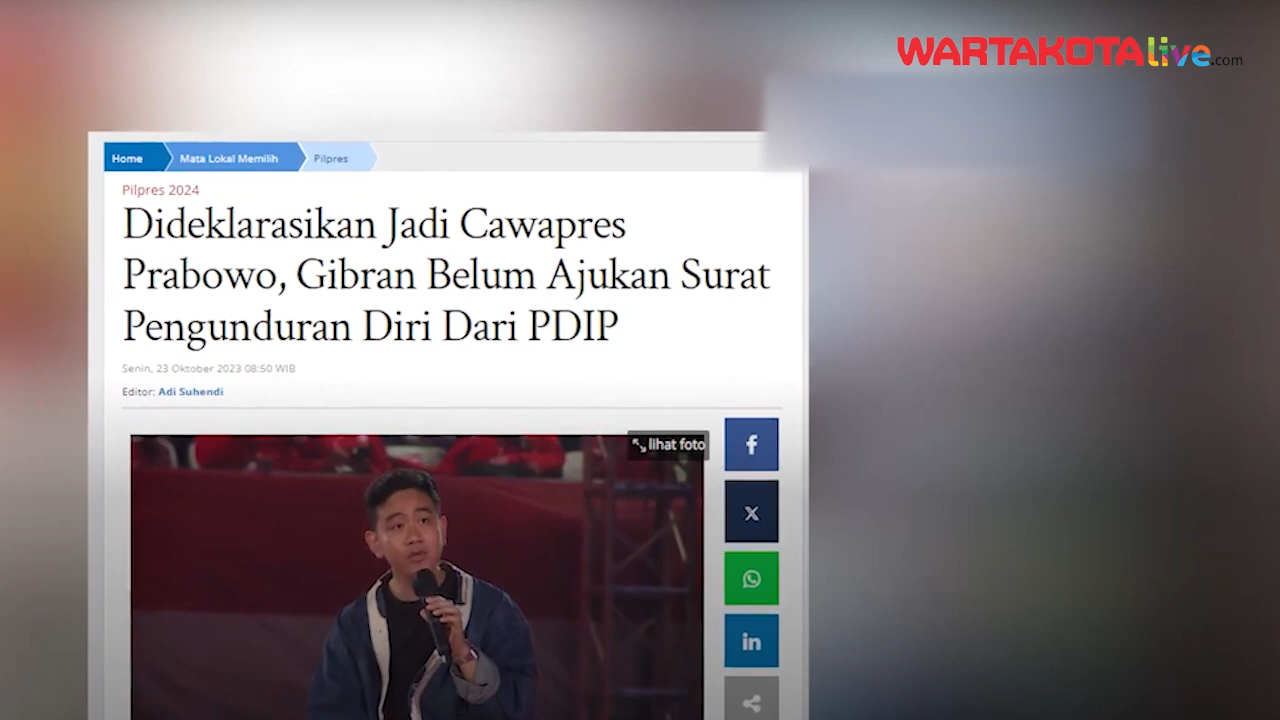 WARTAKOTAlive.com
Home Mata Lokal Memilih Pilpres
Pilpres 2024
Dideklarasikan Jadi Cawapres
Prabowo, Gibran Belum Ajukan Surat
Pengunduran Diri Dari PDIP
Senin, 23 Oktober 2023 08:50 WIB
Editor: Adi Suhendi
lihat foto